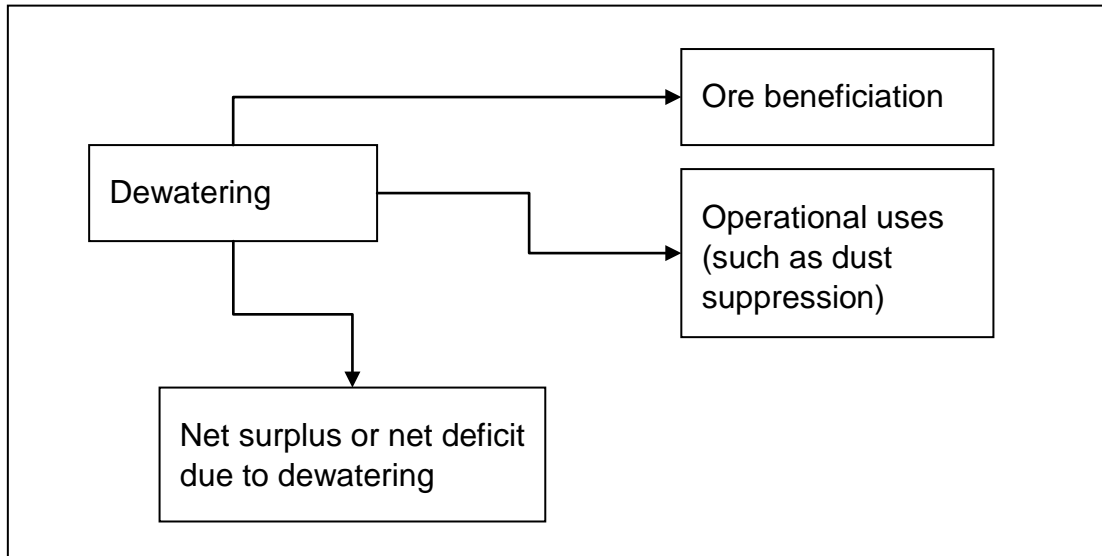 Ore beneficiation
Dewatering
Operational uses
(such as dust
suppression)
Net surplus or net deficit
due to dewatering